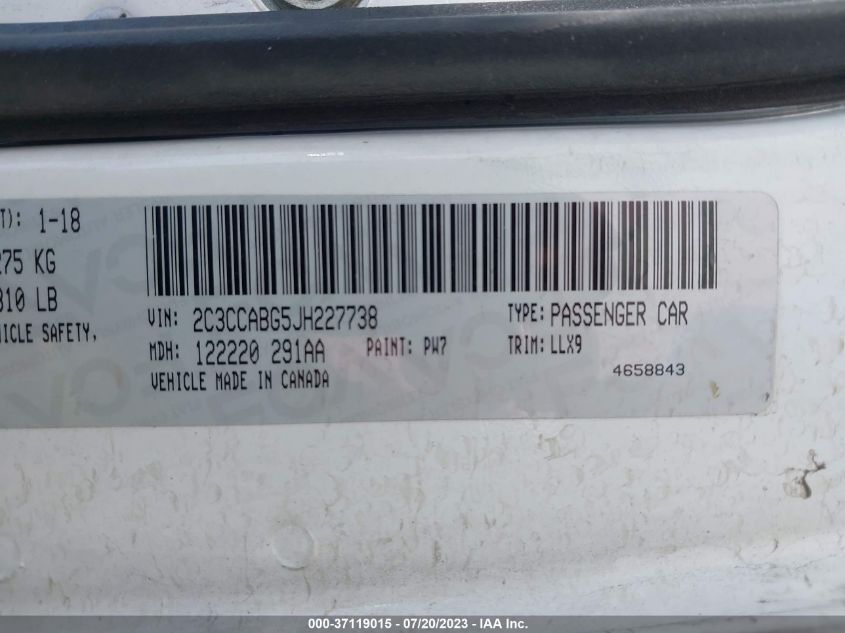 T): 1-18
275 KG
310 LB
HICLE SAFETY,
VIN: 2C3CCABG5JH227738 TYPE: PASSENGER CAR
MDH: 122220 291AA PAINT: PW7 TRIM: LLX9
VEHICLE MADE IN CANADA 4658843
000-37119015 - 07/20/2023 - IAA Inc.